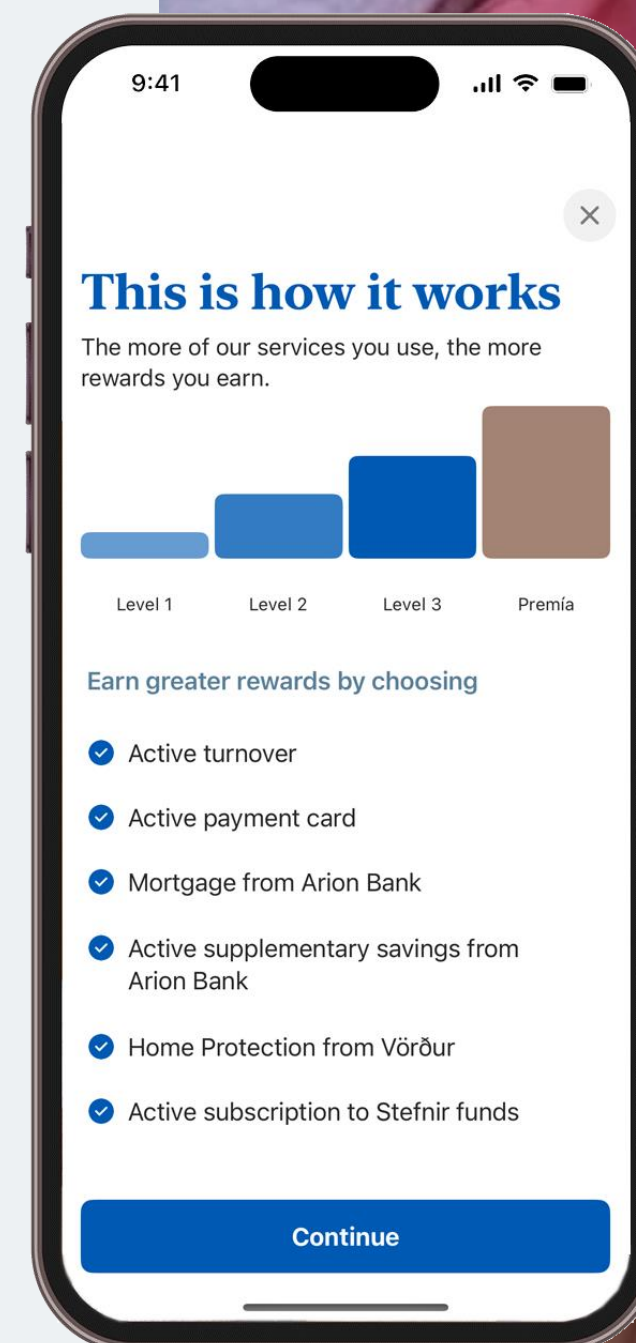 9:41
This is how it works
The more of our services you use, the more
rewards you earn.
Level 1 Level 2 Level 3 Premía
Earn greater rewards by choosing
Active turnover
Active payment card
Mortgage from Arion Bank
Active supplementary savings from
Arion Bank
Home Protection from Vörður
Active subscription to Stefnir funds
Continue